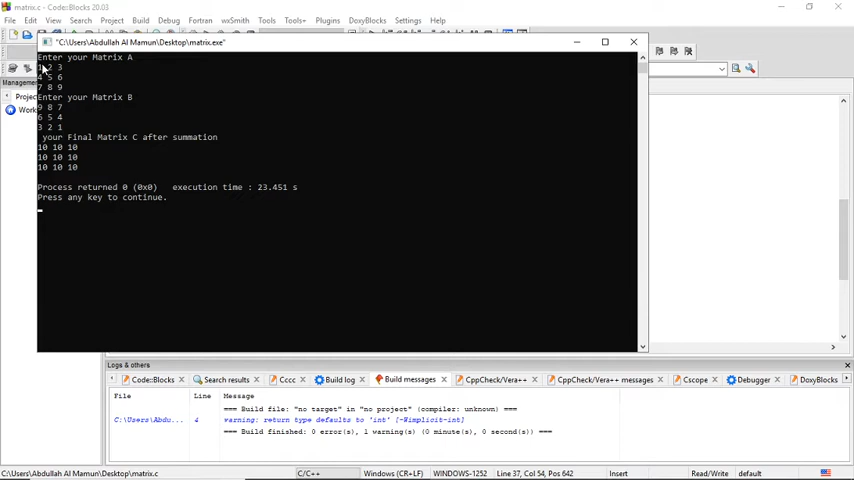 matrix.c - Code::Blocks 20.03
File Edit View Search Project Build Debug Fortran wxSmith Tools Tools+ Plugins DoxyBlocks Settings Help
"C:\Users\Abdullah Al Mamun\Desktop\matrix.exe"
Management
Enter your Matrix A
1 2 3
4 5 6
7 8 9
Enter your Matrix B
9 8 7
6 5 4
3 2 1
your Final Matrix C after summation
10 10 10
10 10 10
10 10 10
Process returned 0 (0x0) execution time : 23.451 s
Press any key to continue.
Projec
Work
Logs & others
Code::Blocks Search results Cccc Build log Build messages CppCheck/Vera++ CppCheck/Vera++ messages Cscope Debugger DoxyBlocks
File Line Message
=== Build file: "no target" in "no project" (compiler: unknown) ===
C:\Users\Abdu... 4 warning: return type defaults to 'int' [-Wimplicit-int]
=== Build finished: 0 error(s), 1 warning(s) (0 minute(s), 0 second(s)) ===
C:\Users\Abdullah Al Mamun\Desktop\matrix.c C/C++ Windows (CR+LF) WINDOWS-1252 Line 37, Col 54, Pos 642 Insert Read/Write default